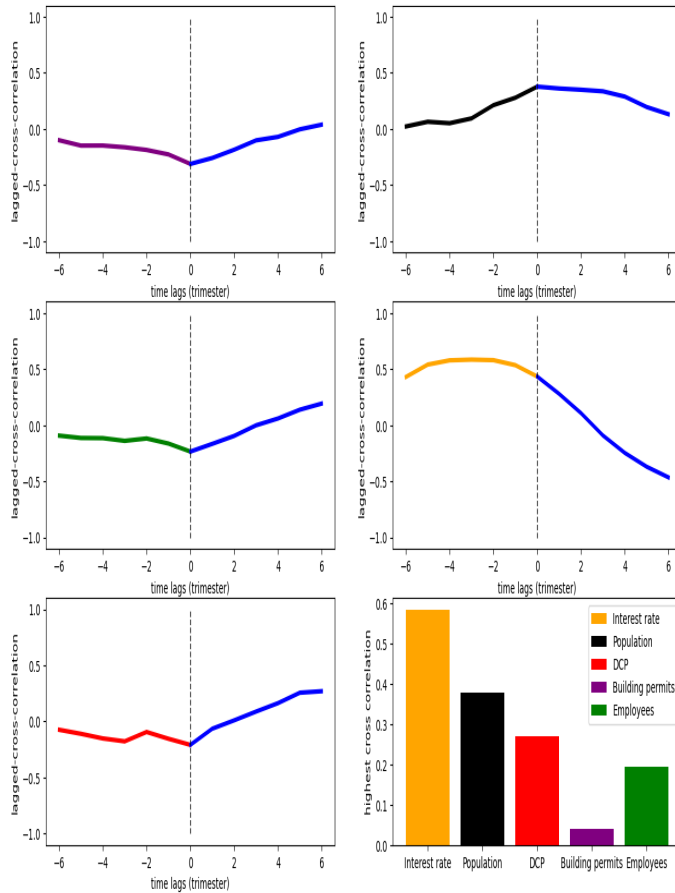 1.0
0.5
0.0
−0.5
−1.0
lagged-cross-correlation
−6 −4 −2 0 2 4 6
time lags (trimester)
1.0
0.5
0.0
−0.5
−1.0
lagged-cross-correlation
−6 −4 −2 0 2 4 6
time lags (trimester)
1.0
0.5
0.0
−0.5
−1.0
lagged-cross-correlation
−6 −4 −2 0 2 4 6
time lags (trimester)
1.0
0.5
0.0
−0.5
−1.0
lagged-cross-correlation
−6 −4 −2 0 2 4 6
time lags (trimester)
1.0
0.5
0.0
−0.5
−1.0
lagged-cross-correlation
−6 −4 −2 0 2 4 6
time lags (trimester)
0.6
0.5
0.4
0.3
0.2
0.1
0.0
highest cross correlation
Interest rate
Population
DCP
Building permits
Employees
Interest rate Population DCP Building permits Employees